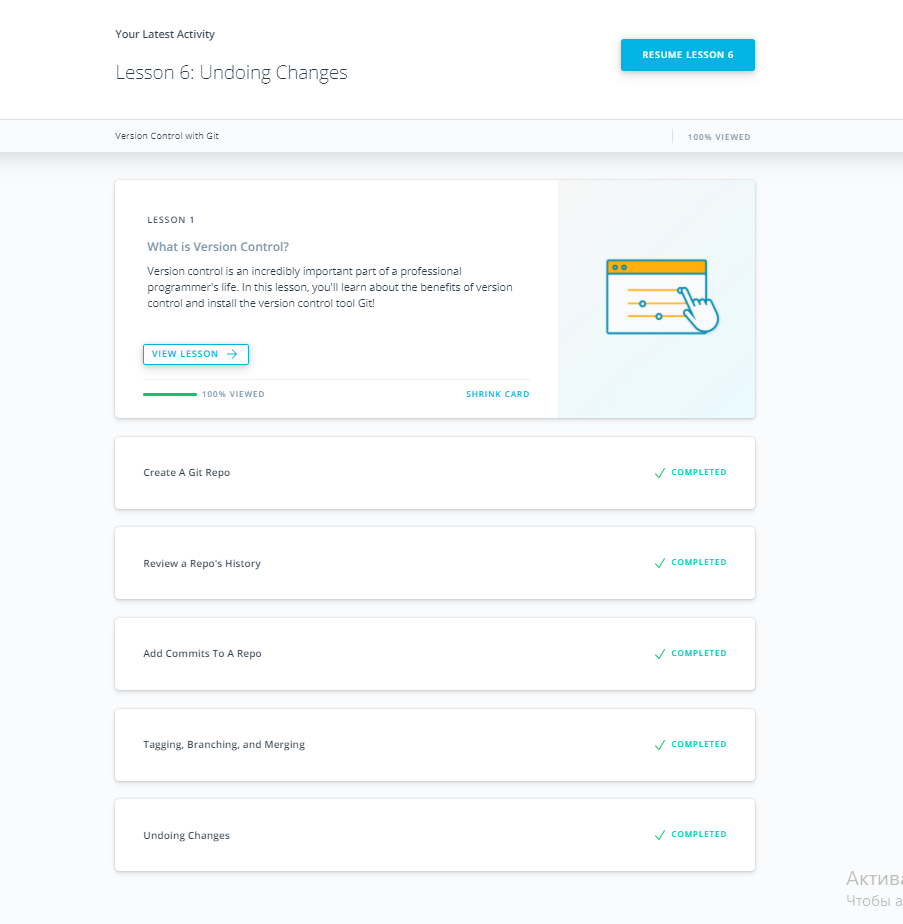 Your Latest Activity
Lesson 6: Undoing Changes
RESUME LESSON 6
Version Control with Git
100% VIEWED
LESSON 1
What is Version Control?
Version control is an incredibly important part of a professional
programmer's life. In this lesson, you'll learn about the benefits of version
control and install the version control tool Git!
VIEW LESSON
100% VIEWED
SHRINK CARD
Create A Git Repo
COMPLETED
Review a Repo's History
COMPLETED
Add Commits To A Repo
COMPLETED
Tagging, Branching, and Merging
COMPLETED
Undoing Changes
COMPLETED
Актива
Чтобы а